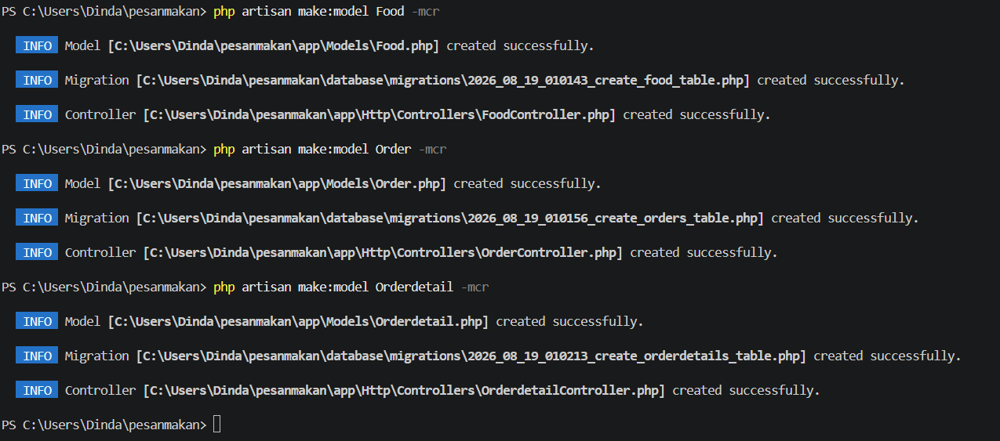 PS C:\Users\Dinda\pesanmakan> php artisan make:model Food -mcr
INFO Model [C:\Users\Dinda\pesanmakan\app\Models\Food.php] created successfully.
INFO Migration [C:\Users\Dinda\pesanmakan\database\migrations\2026_08_19_010143_create_food_table.php] created successfully.
INFO Controller [C:\Users\Dinda\pesanmakan\app\Http\Controllers\FoodController.php] created successfully.
PS C:\Users\Dinda\pesanmakan> php artisan make:model Order -mcr
INFO Model [C:\Users\Dinda\pesanmakan\app\Models\Order.php] created successfully.
INFO Migration [C:\Users\Dinda\pesanmakan\database\migrations\2026_08_19_010156_create_orders_table.php] created successfully.
INFO Controller [C:\Users\Dinda\pesanmakan\app\Http\Controllers\OrderController.php] created successfully.
PS C:\Users\Dinda\pesanmakan> php artisan make:model Orderdetail -mcr
INFO Model [C:\Users\Dinda\pesanmakan\app\Models\Orderdetail.php] created successfully.
INFO Migration [C:\Users\Dinda\pesanmakan\database\migrations\2026_08_19_010213_create_orderdetails_table.php] created successfully.
INFO Controller [C:\Users\Dinda\pesanmakan\app\Http\Controllers\OrderdetailController.php] created successfully.
PS C:\Users\Dinda\pesanmakan>